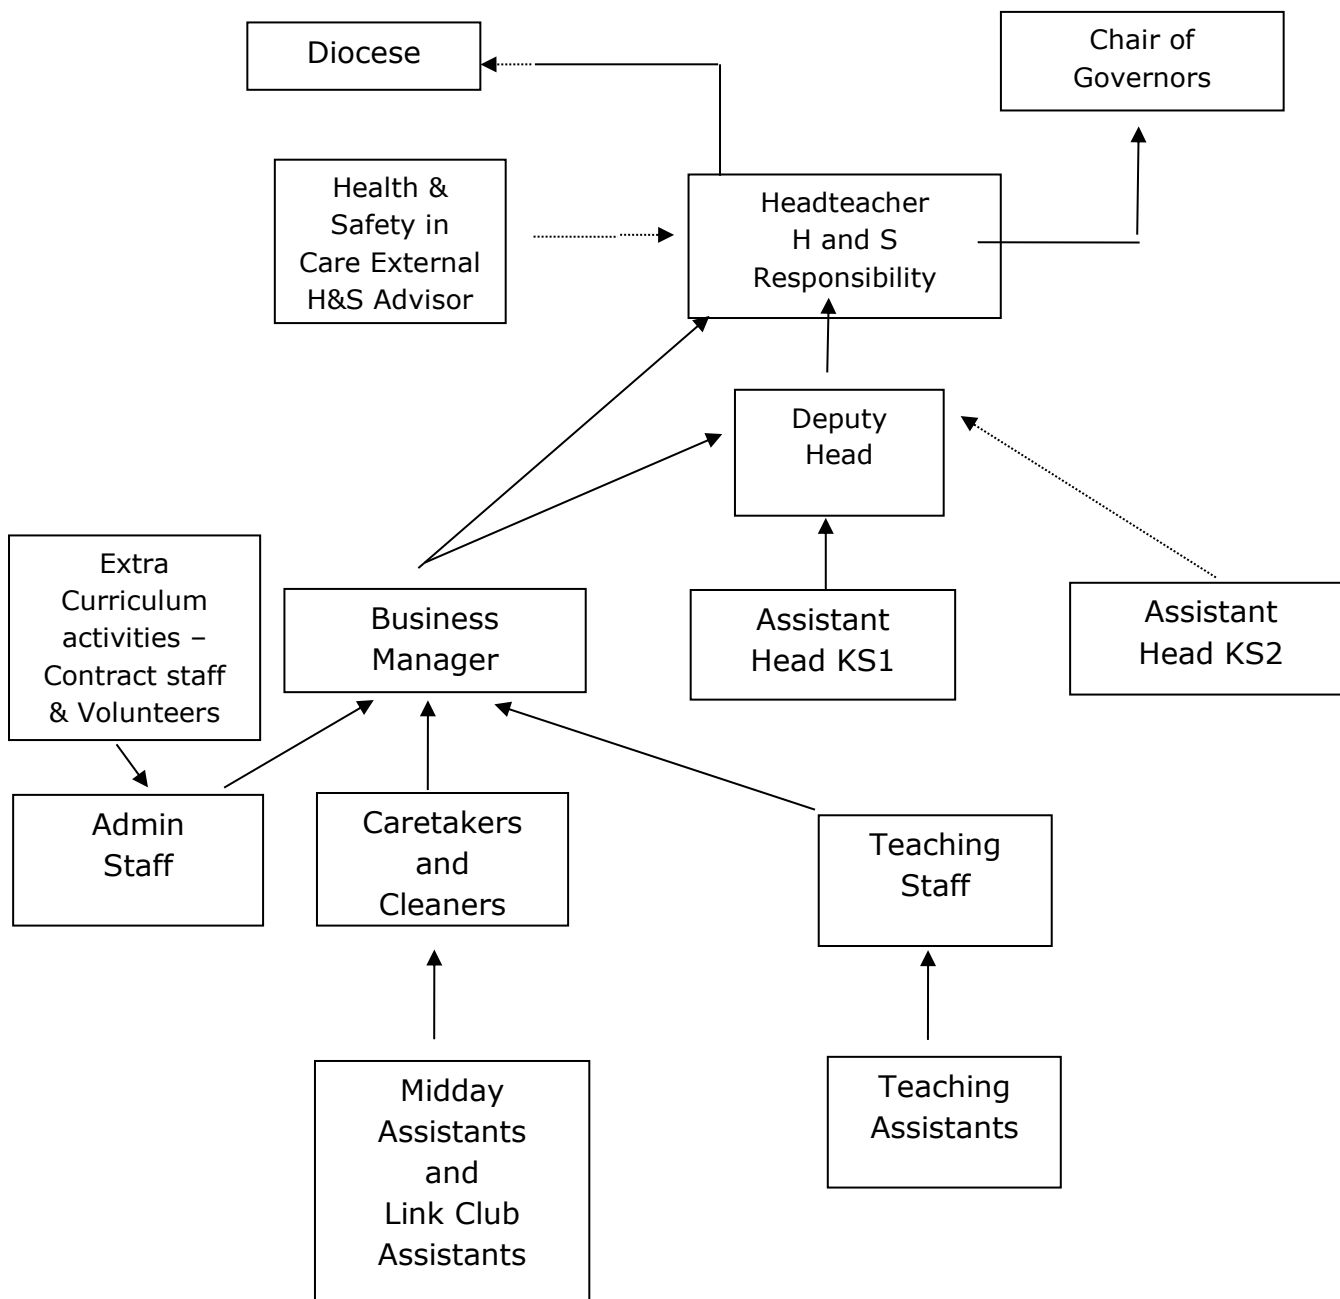 Diocese
Chair of
Governors
Health &
Safety in
Care External
H&S Advisor
Headteacher
H and S
Responsibility
Deputy
Head
Extra
Curriculum
activities –
Contract staff
& Volunteers
Business
Manager
Assistant
Head KS1
Assistant
Head KS2
Admin
Staff
Caretakers
and
Cleaners
Teaching
Staff
Midday
Assistants
and
Link Club
Assistants
Teaching
Assistants